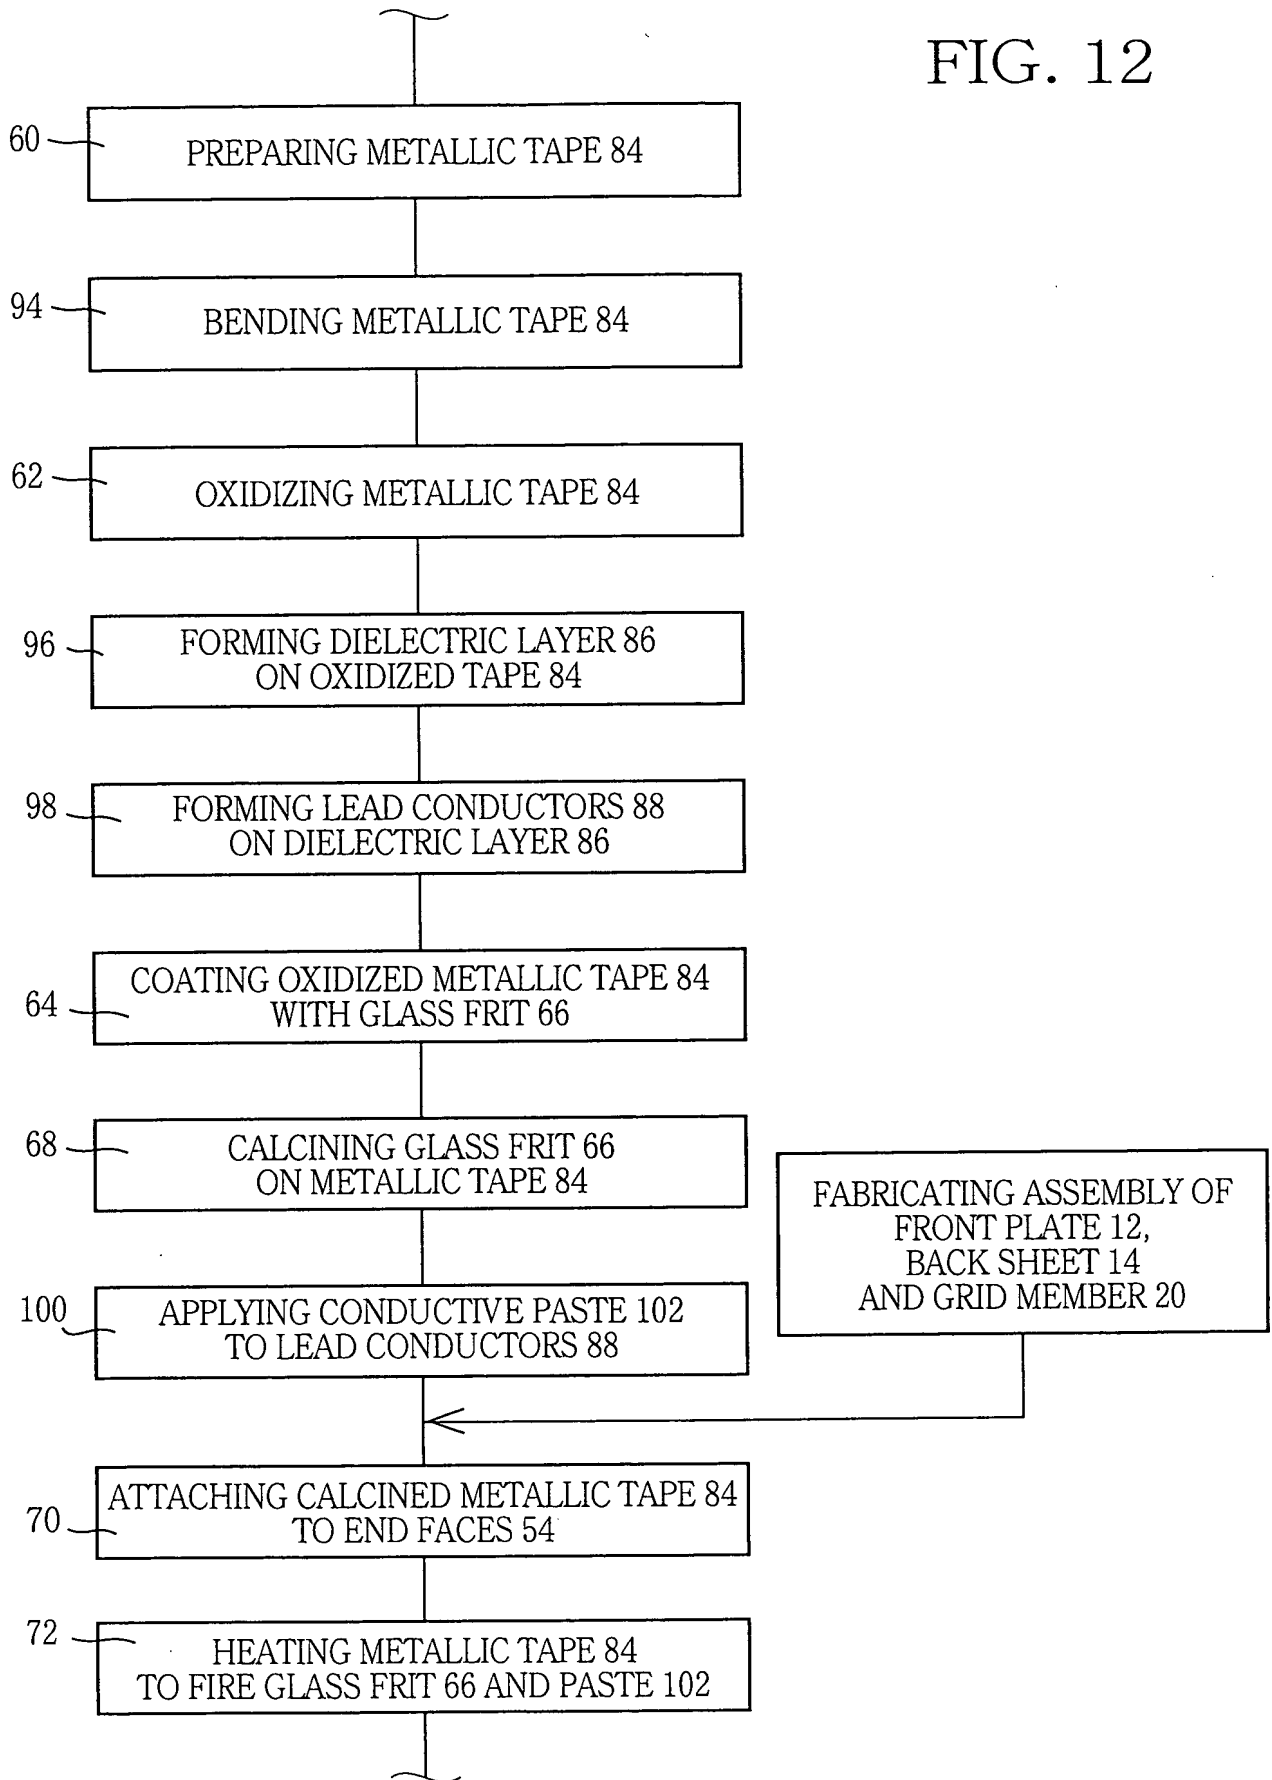 FIG. 12
60
PREPARING METALLIC TAPE 84
94
BENDING METALLIC TAPE 84
62
OXIDIZING METALLIC TAPE 84
96
FORMING DIELECTRIC LAYER 86
ON OXIDIZED TAPE 84
98
FORMING LEAD CONDUCTORS 88
ON DIELECTRIC LAYER 86
64
COATING OXIDIZED METALLIC TAPE 84
WITH GLASS FRIT 66
68
CALCINING GLASS FRIT 66
ON METALLIC TAPE 84
FABRICATING ASSEMBLY OF
FRONT PLATE 12,
BACK SHEET 14
AND GRID MEMBER 20
100
APPLYING CONDUCTIVE PASTE 102
TO LEAD CONDUCTORS 88
70
ATTACHING CALCINED METALLIC TAPE 84
TO END FACES 54
72
HEATING METALLIC TAPE 84
TO FIRE GLASS FRIT 66 AND PASTE 102